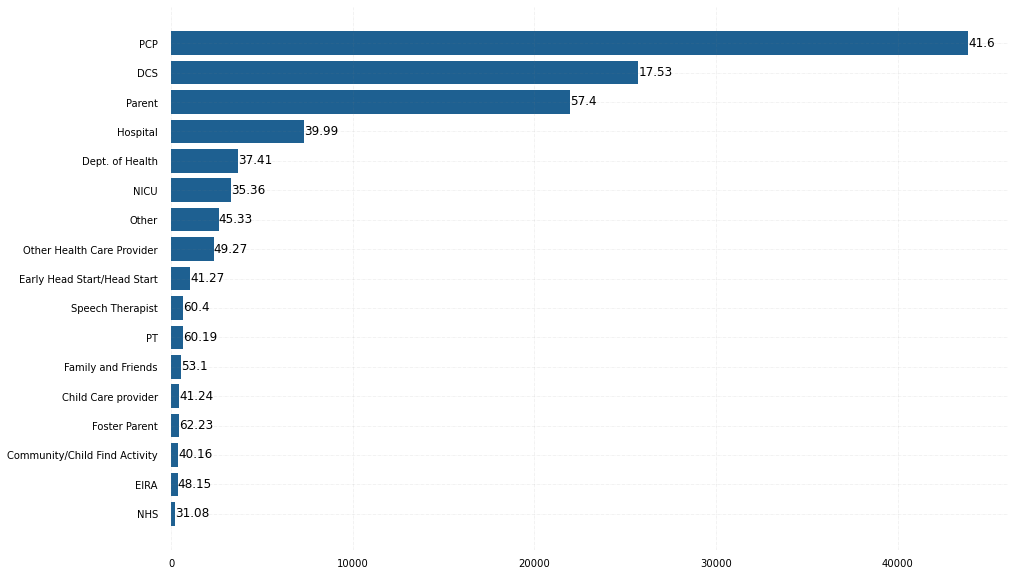 PCP 41.6
DCS 17.53
Parent 57.4
Hospital 39.99
Dept. of Health 37.41
NICU 35.36
Other 45.33
Other Health Care Provider 49.27
Early Head Start/Head Start 41.27
Speech Therapist 60.4
PT 60.19
Family and Friends 53.1
Child Care provider 41.24
Foster Parent 62.23
Community/Child Find Activity 40.16
EIRA 48.15
NHS 31.08
0 10000 20000 30000 40000